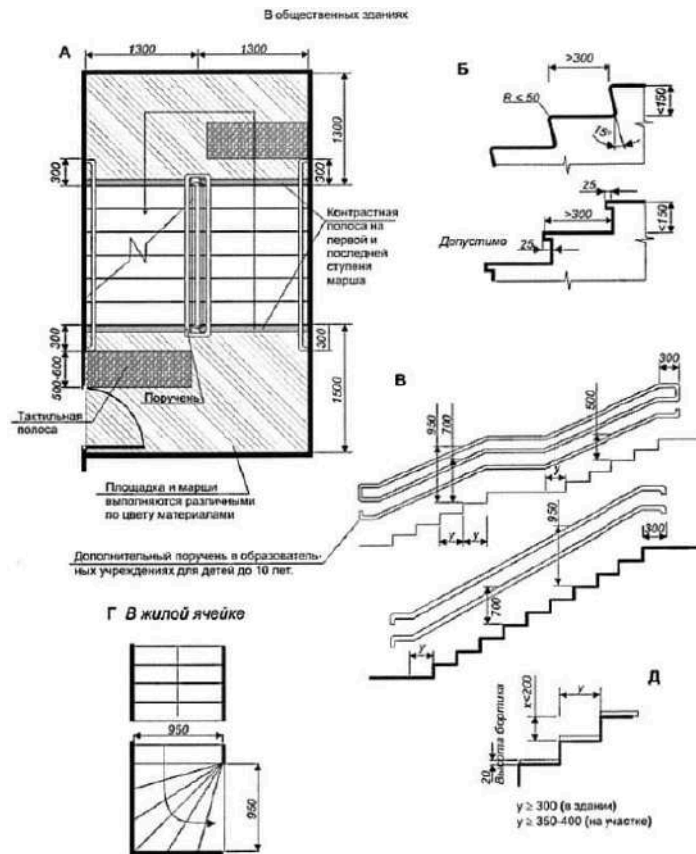 В общественных зданиях
А
1300
1300
1300
300
300
Контрастная
полоса на
первой и
последней
ступени
марша
300
300
500-600
1500
Тактильная
полоса
Поручень
Площадка и марши
выполняются различными
по цвету материалами
Дополнительный поручень в образователь-
ных учреждениях для детей до 10 лет.
Б
>300
R < 50
<150
15°
25
>300
<150
Допустимо
25
В
300
950
700
500
y
y
y
950
300
700
y
Г В жилой ячейке
950
950
Д
y
x<200
Высота бортика
20
y ≥ 300 (в здании)
y ≥ 350-400 (на участке)